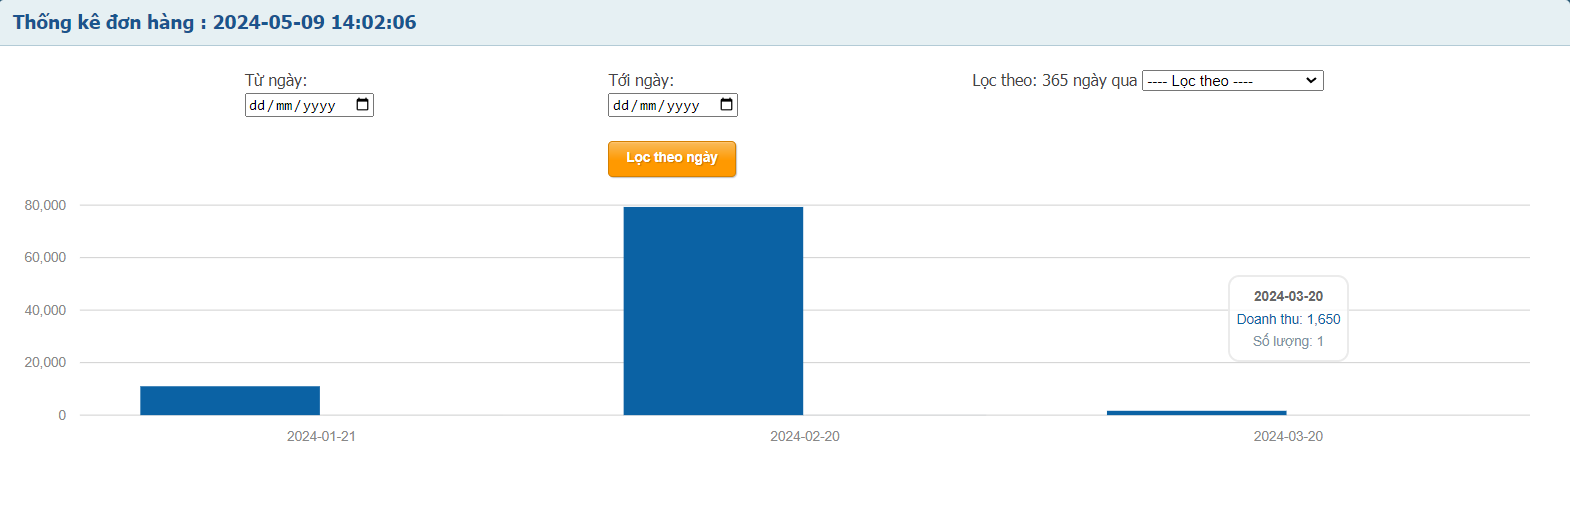 Thống kê đơn hàng : 2024-05-09 14:02:06
Từ ngày:
dd/mm/yyyy
Tới ngày:
dd/mm/yyyy
Lọc theo: 365 ngày qua ---- Lọc theo ----
Lọc theo ngày
80,000
60,000
40,000
20,000
0
2024-03-20
Doanh thu: 1,650
Số lượng: 1
2024-01-21
2024-02-20
2024-03-20